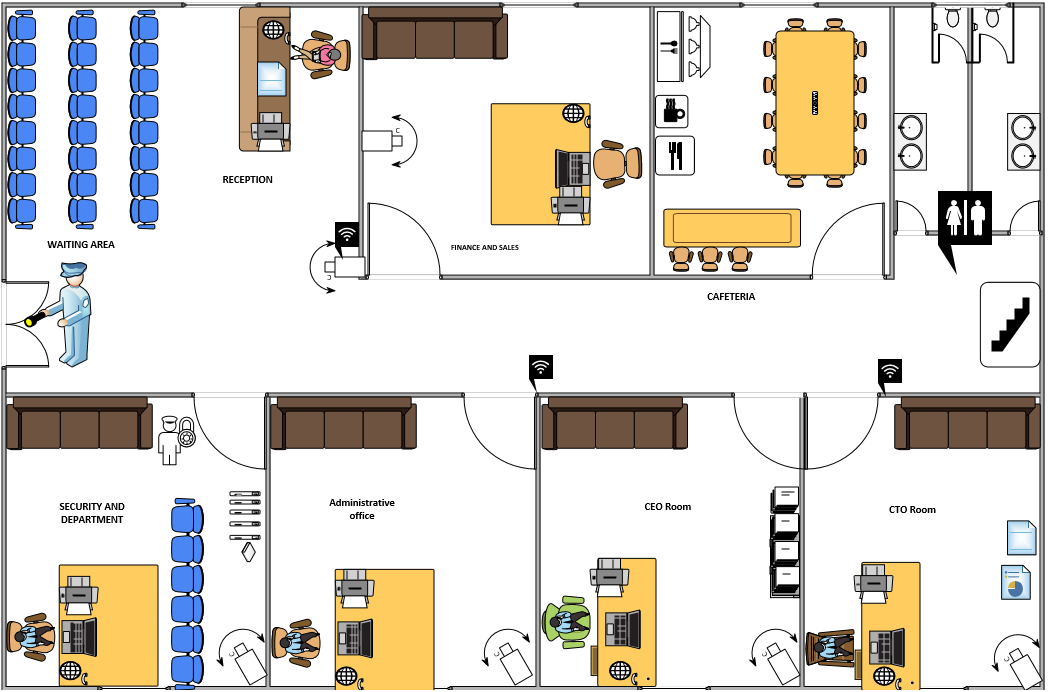 RECEPTION
WAITING AREA
FINANCE AND SALES
CAFETERIA
SECURITY AND
DEPARTMENT
Administrative
office
CEO Room
CTO Room